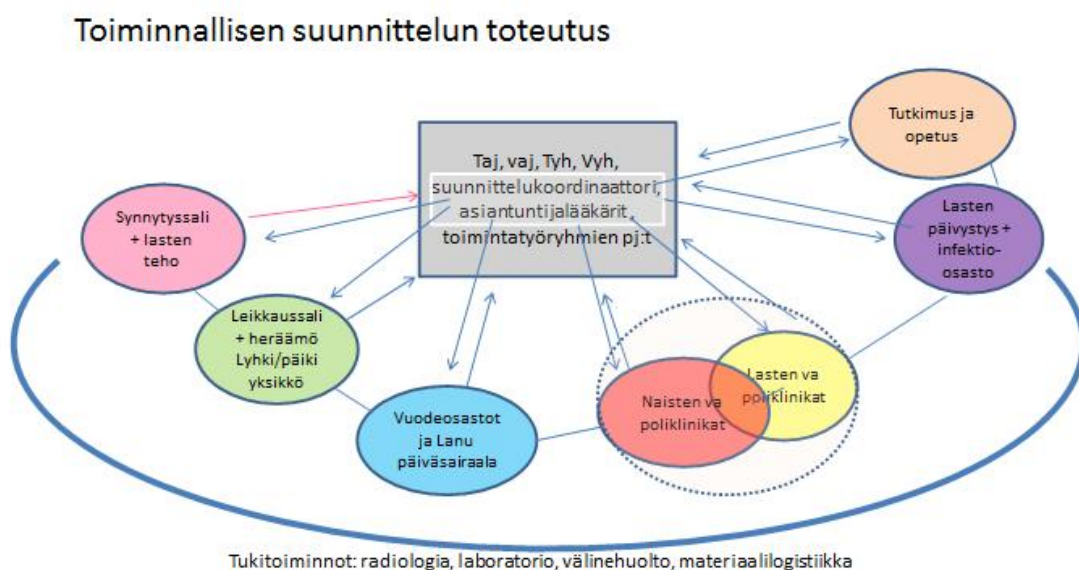 Toiminnallisen suunnittelun toteutus
Taj, vaj, Tyh, Vyh,
suunnittelukoordinaattori,
asiantuntijalääkärit,
toimintatyöryhmien pj:t
Tutkimus ja
opetus
Synnytyssali
+ lasten
teho
Lasten
päivystys +
infektio-
osasto
Leikkaussali
+ heräämö
Lyhki/päiki
yksikkö
Vuodeosastot
ja Lanu
päiväsairaala
Naisten va
poliklinikat
Lasten va
poliklinikat
Tukitoiminnot: radiologia, laboratorio, välinehuolto, materiaalilogistiikka